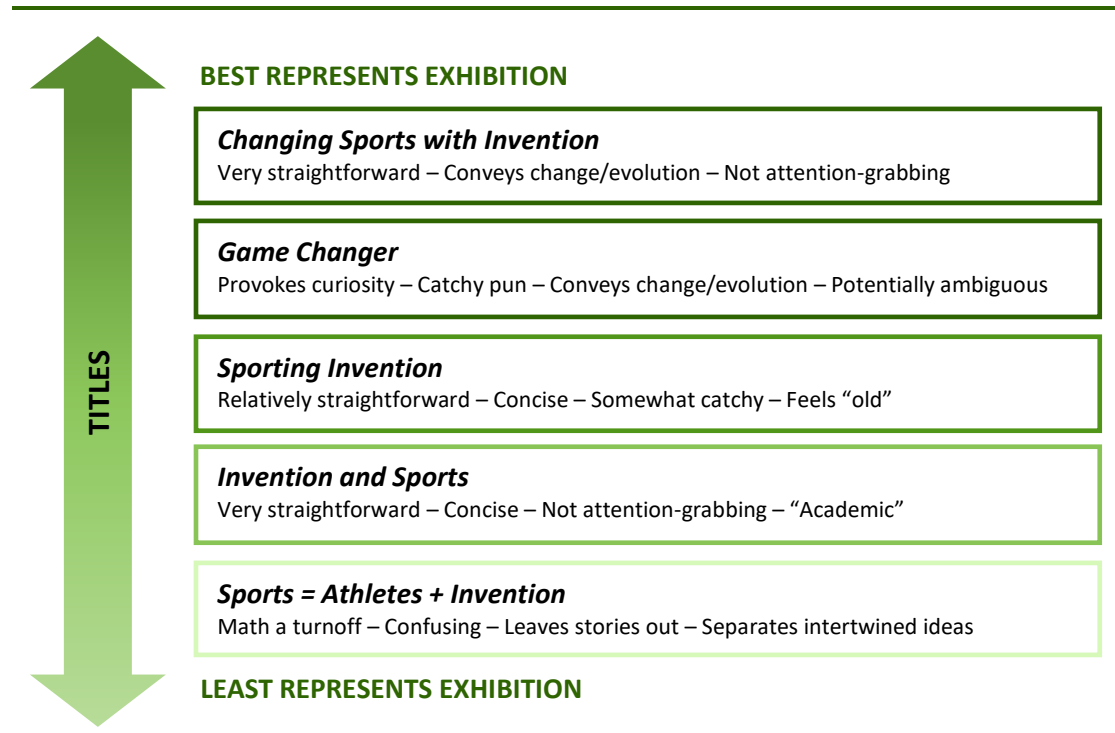 BEST REPRESENTS EXHIBITION
Changing Sports with Invention
Very straightforward – Conveys change/evolution – Not attention-grabbing
Game Changer
Provokes curiosity – Catchy pun – Conveys change/evolution – Potentially ambiguous
TITLES
Sporting Invention
Relatively straightforward – Concise – Somewhat catchy – Feels “old”
Invention and Sports
Very straightforward – Concise – Not attention-grabbing – “Academic”
Sports = Athletes + Invention
Math a turnoff – Confusing – Leaves stories out – Separates intertwined ideas
LEAST REPRESENTS EXHIBITION